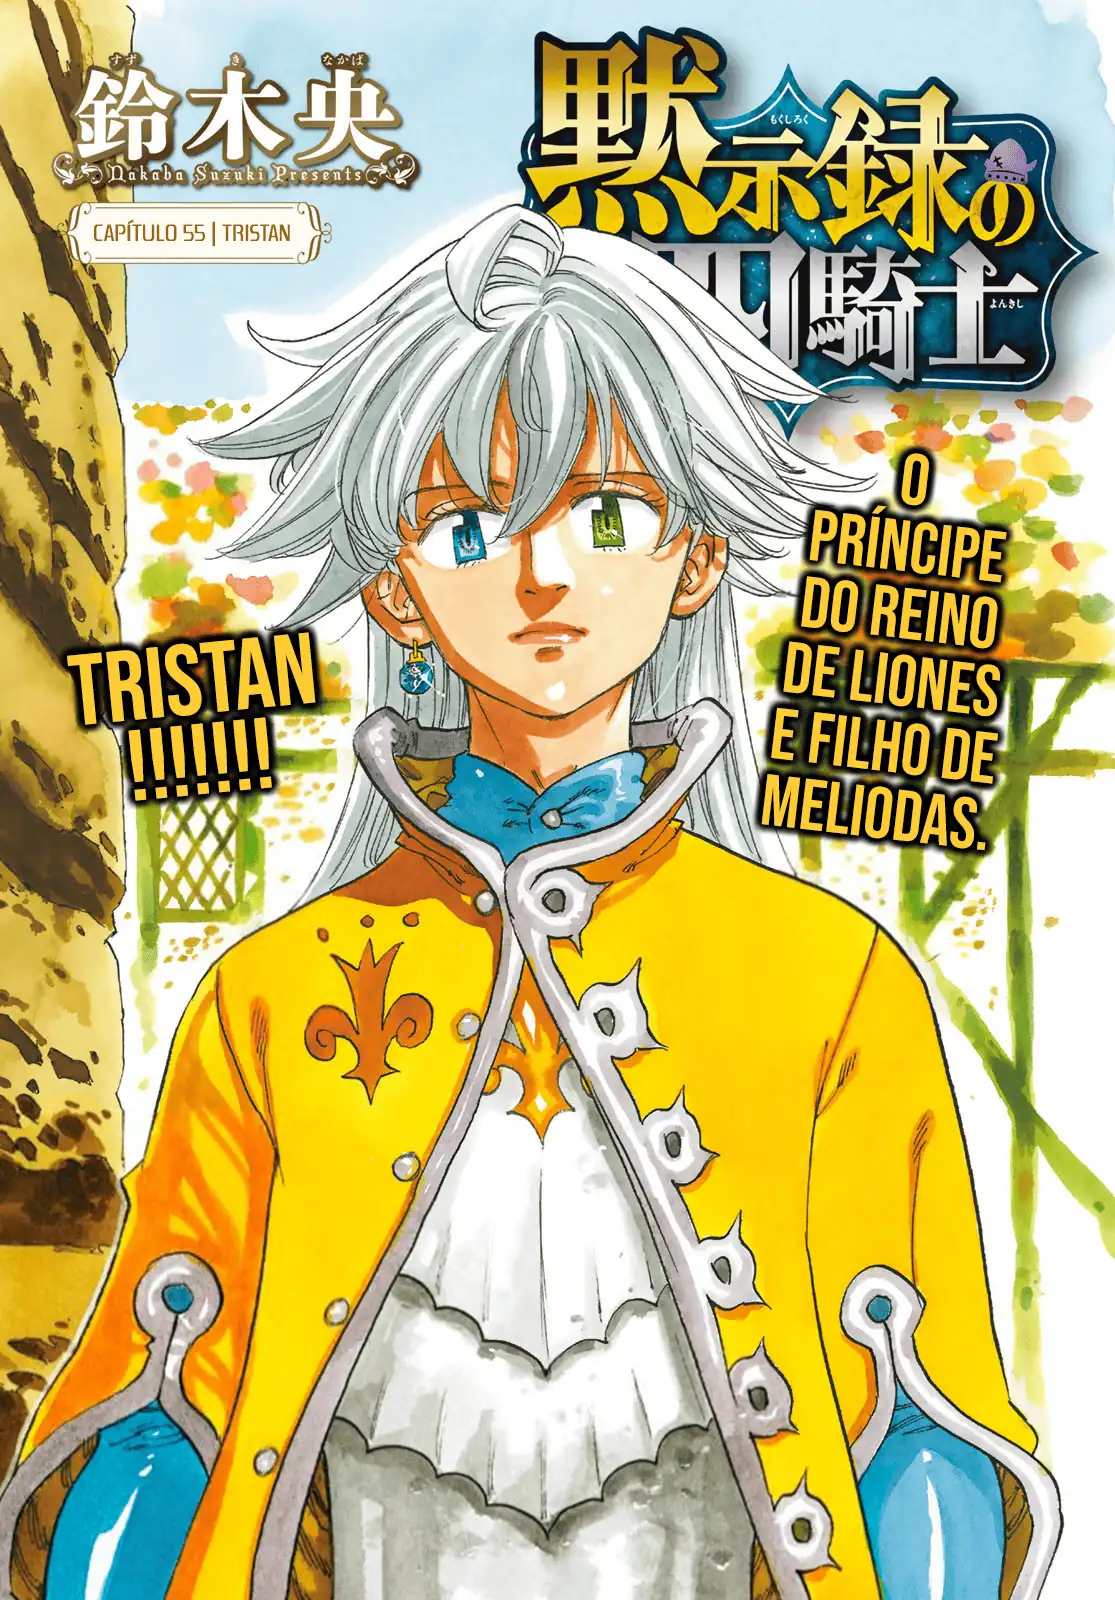 すずきなかば
鈴木央
Nakaba Suzuki Presents
CAPÍTULO 55 | TRISTAN
もくしろく
黙示録の
四騎士
よんきし
O
PRÍNCIPE
DO REINO
DE LIONES
E FILHO DE
MELIODAS.
TRISTAN
!!!!!!!